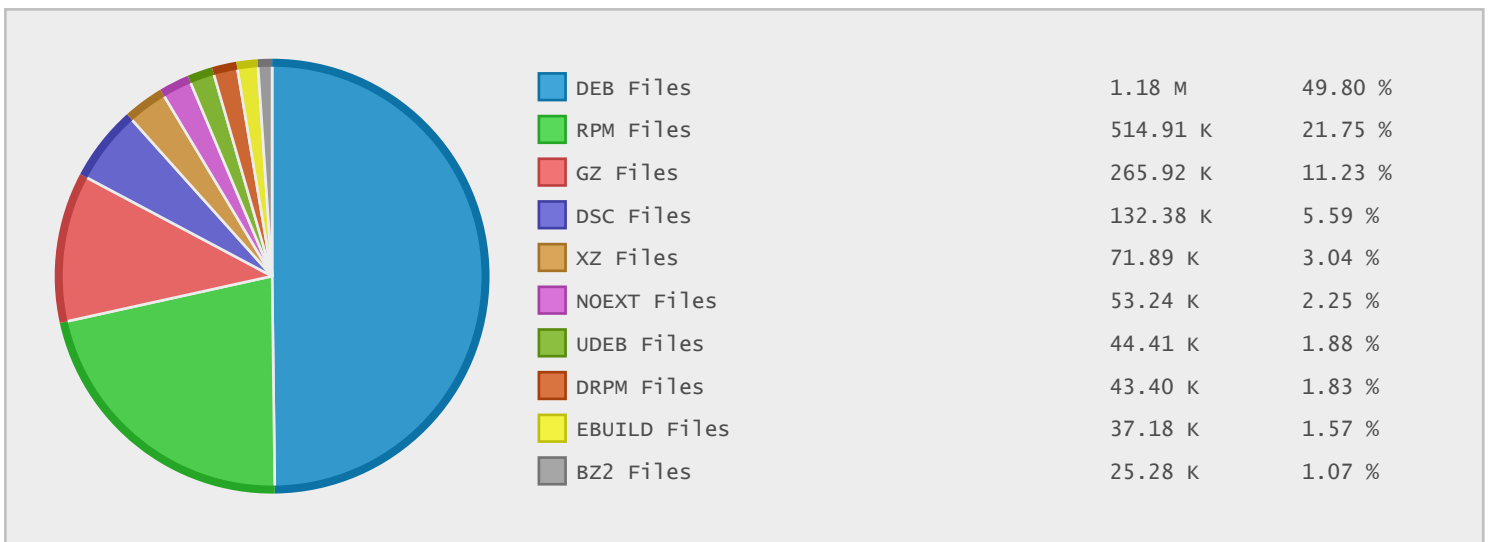 DEB Files 1.18 M 49.80 %
RPM Files 514.91 K 21.75 %
GZ Files 265.92 K 11.23 %
DSC Files 132.38 K 5.59 %
XZ Files 71.89 K 3.04 %
NOEXT Files 53.24 K 2.25 %
UDEB Files 44.41 K 1.88 %
DRPM Files 43.40 K 1.83 %
EBUILD Files 37.18 K 1.57 %
BZ2 Files 25.28 K 1.07 %